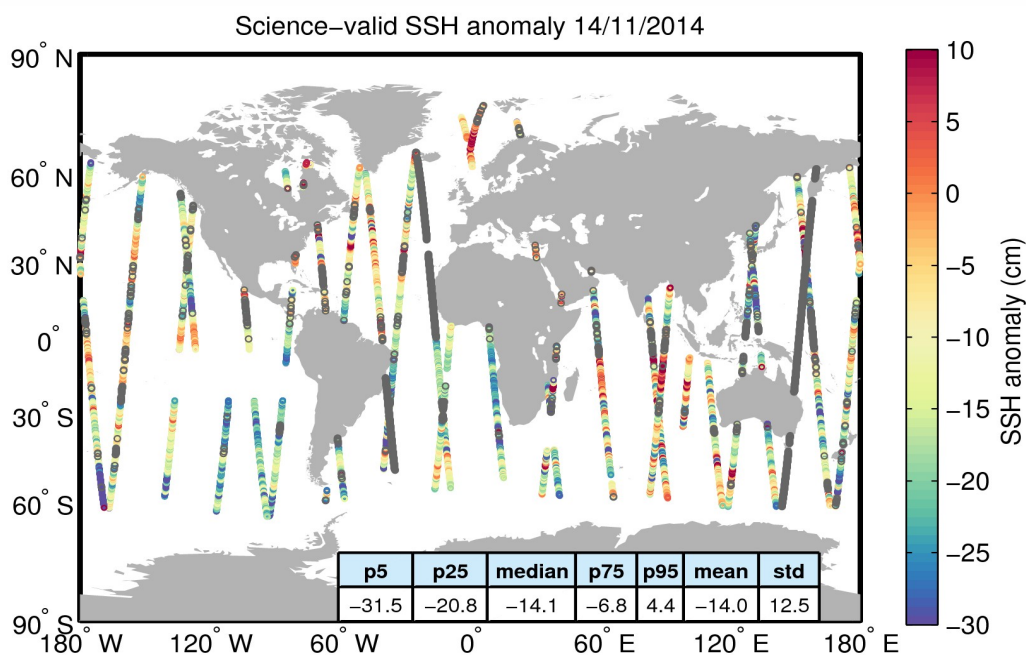 Science−valid SSH anomaly 14/11/2014
90° N
60° N
30° N
0°
30° S
60° S
90° S
180° W
120° W
60° W
0°
60° E
120° E
180° E
p5 p25 median p75 p95 mean std
−31.5 −20.8 −14.1 −6.8 4.4 −14.0 12.5
10
5
0
−5
−10
−15
−20
−25
−30
SSH anomaly (cm)